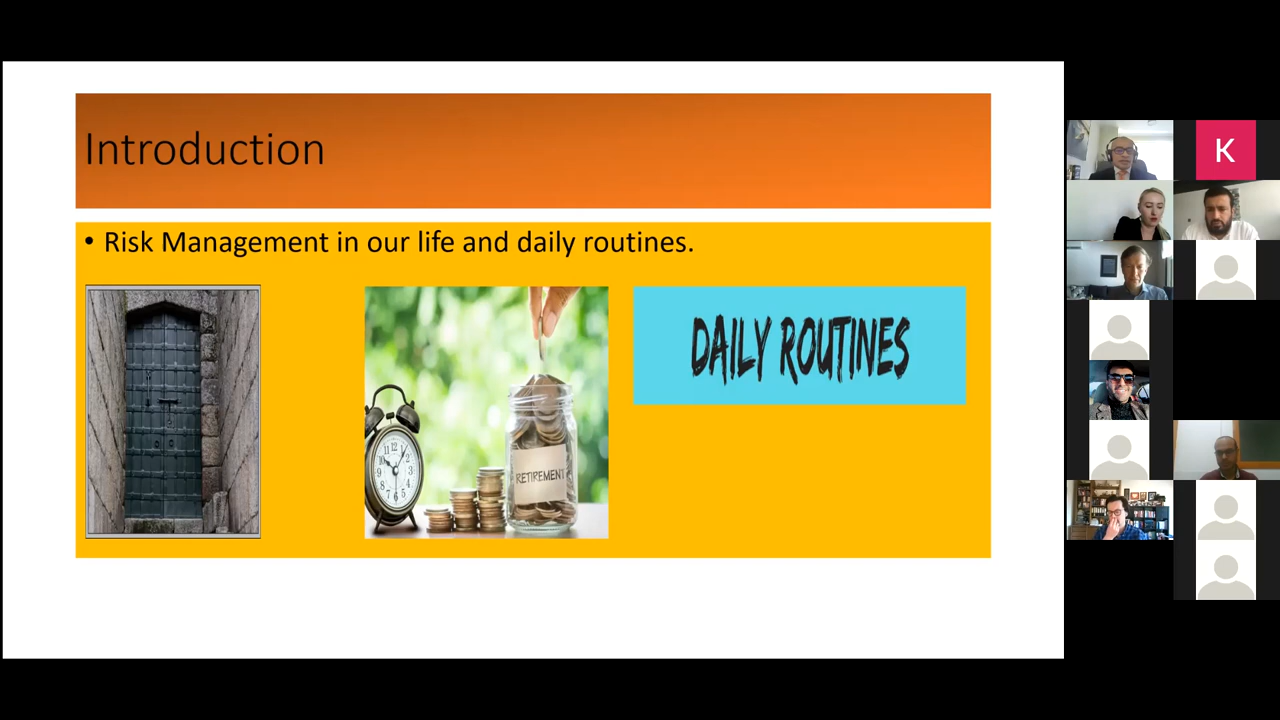 Introduction
• Risk Management in our life and daily routines.
RETIREMENT
DAILY ROUTINES
K